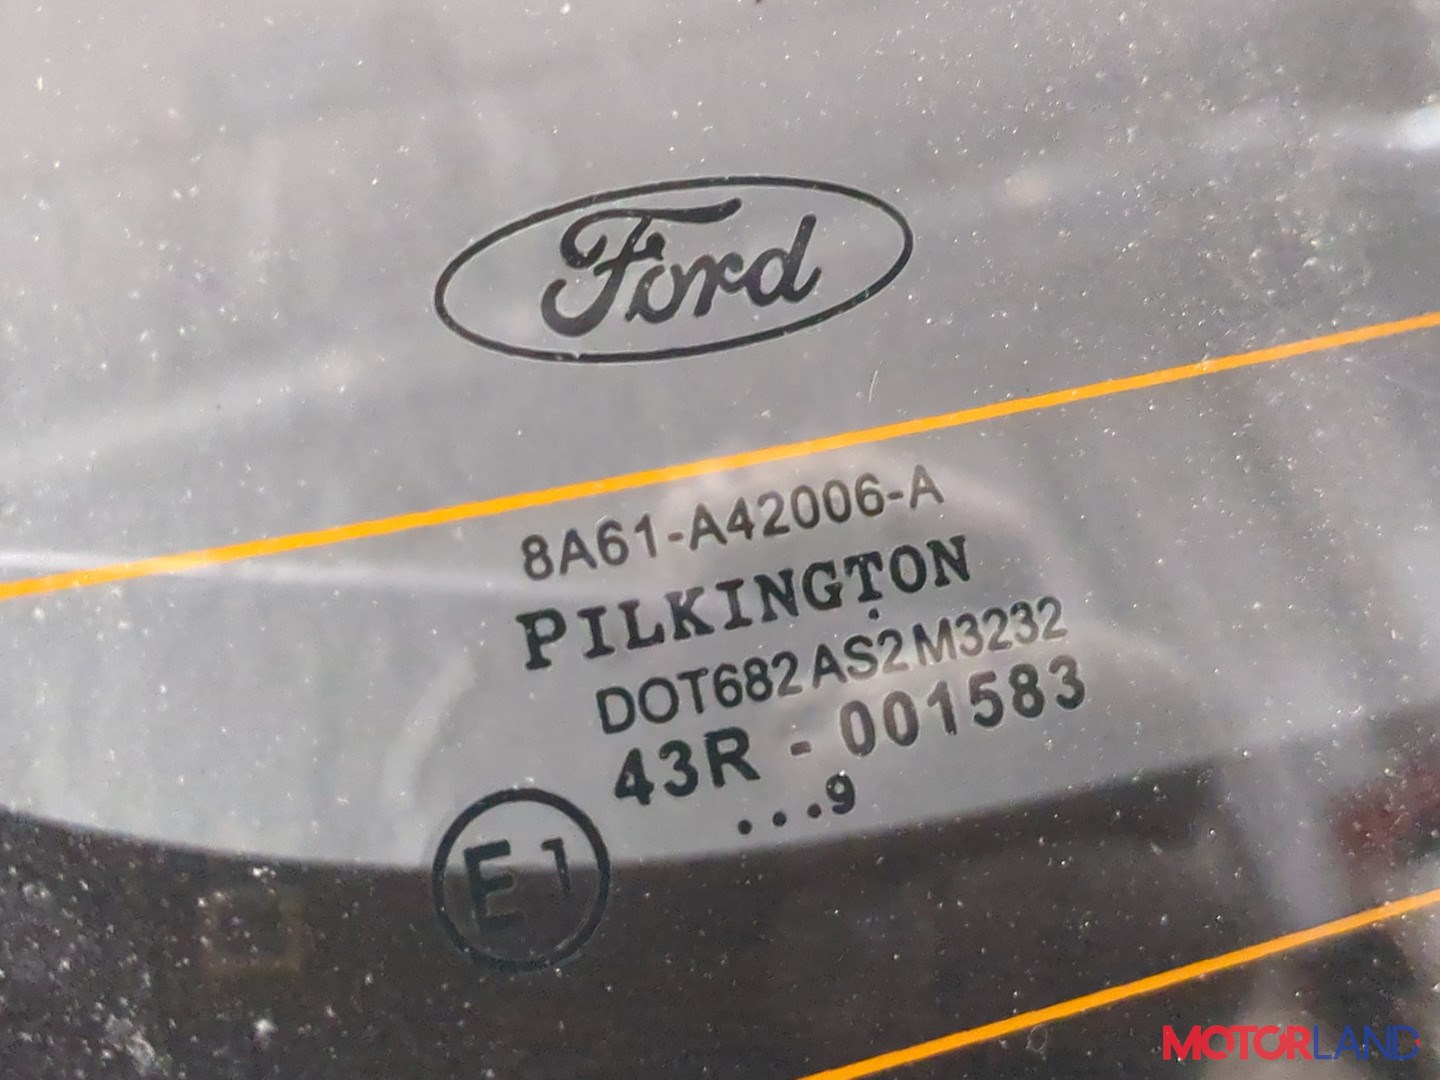 Ford
8A61-A42006-A
PILKINGTON
DOT682 AS2 M3232
43R - 001583
...9
E1
MOTORLAND